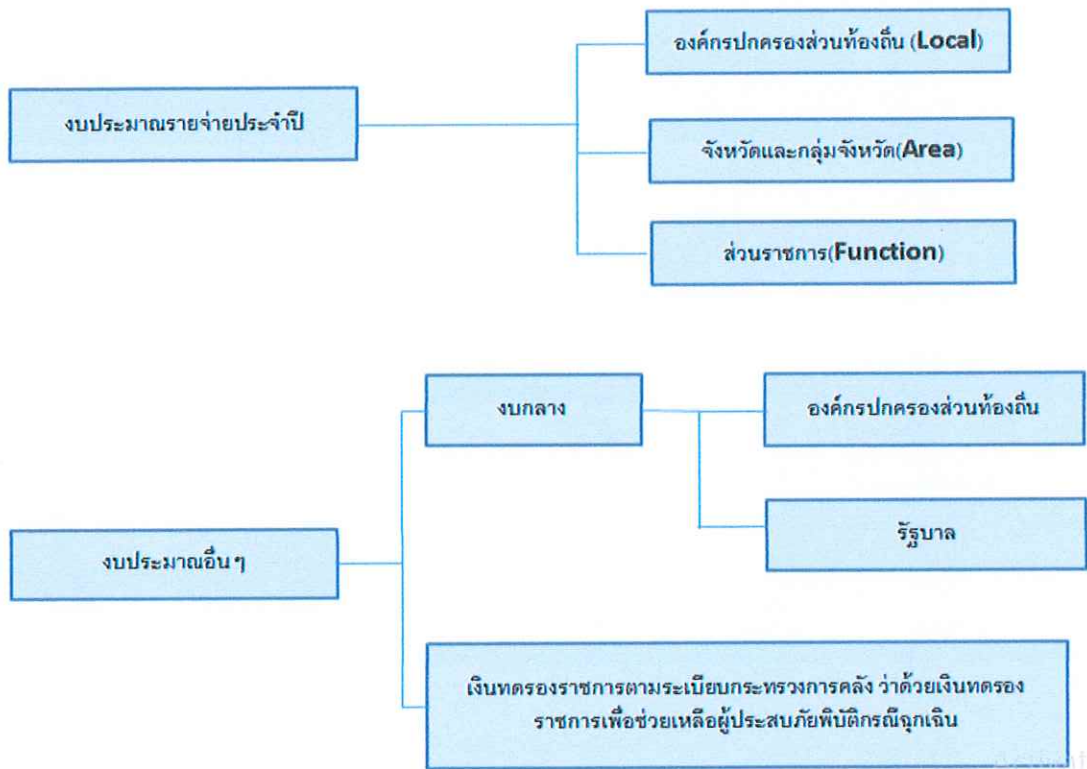 องค์กรปกครองส่วนท้องถิ่น (Local)
งบประมาณรายจ่ายประจำปี
จังหวัดและกลุ่มจังหวัด(Area)
ส่วนราชการ(Function)
งบกลาง
องค์กรปกครองส่วนท้องถิ่น
รัฐบาล
งบประมาณอื่น ๆ
เงินทดรองราชการตามระเบียบกระทรวงการคลัง ว่าด้วยเงินทดรอง
ราชการเพื่อช่วยเหลือผู้ประสบภัยพิบัติกรณีฉุกเฉิน